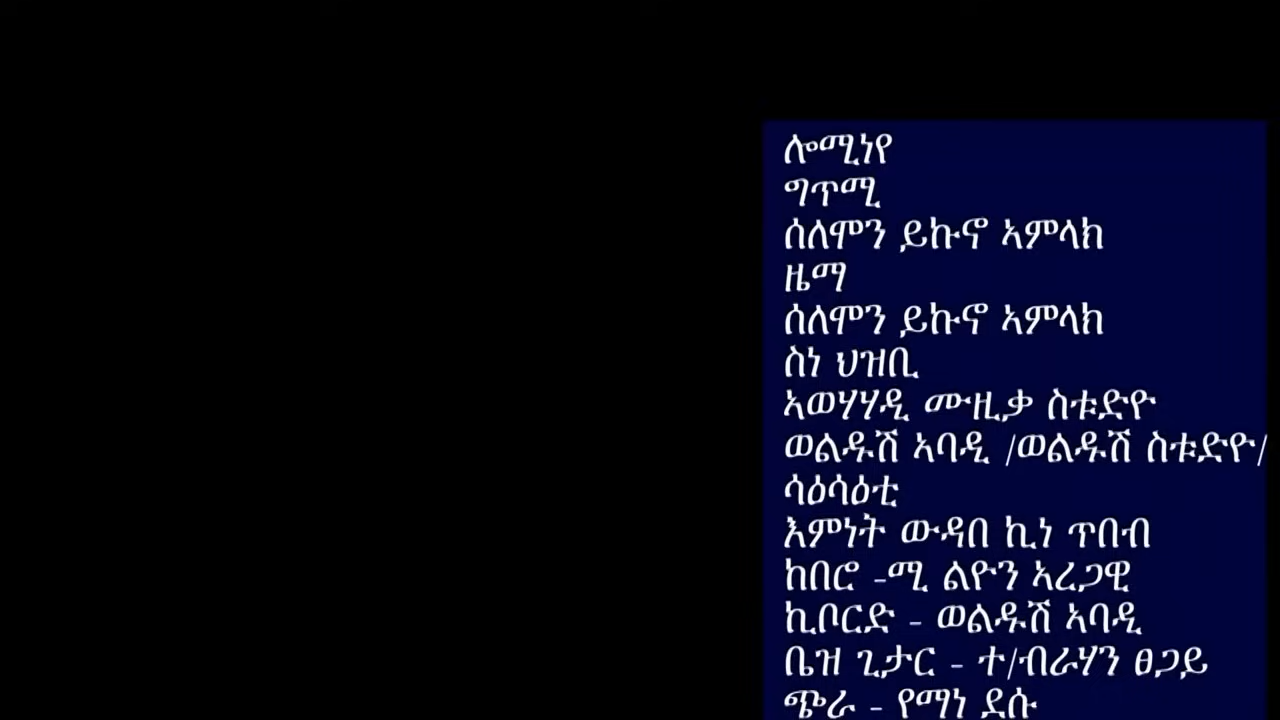 ሎሚነየ
ግጥሚ
ሰለሞን ይኩኖ ኣምላክ
ዜማ
ሰለሞን ይኩኖ ኣምላክ
ስነ ህዝቢ
ኣወሃሃዲ ሙዚቃ ስቱድዮ
ወልዱሽ ኣባዲ /ወልዱሽ ስቱድዮ/
ሳዕሳዕቲ
እምነት ውዳበ ኪነ ጥበብ
ከበሮ -ሚ ልዮን ኣረጋዊ
ኪቦርድ - ወልዱሽ ኣባዲ
ቤዝ ጊታር - ተ/ብራሃን ፀጋይ
ጭራ - የማነ ደሱ